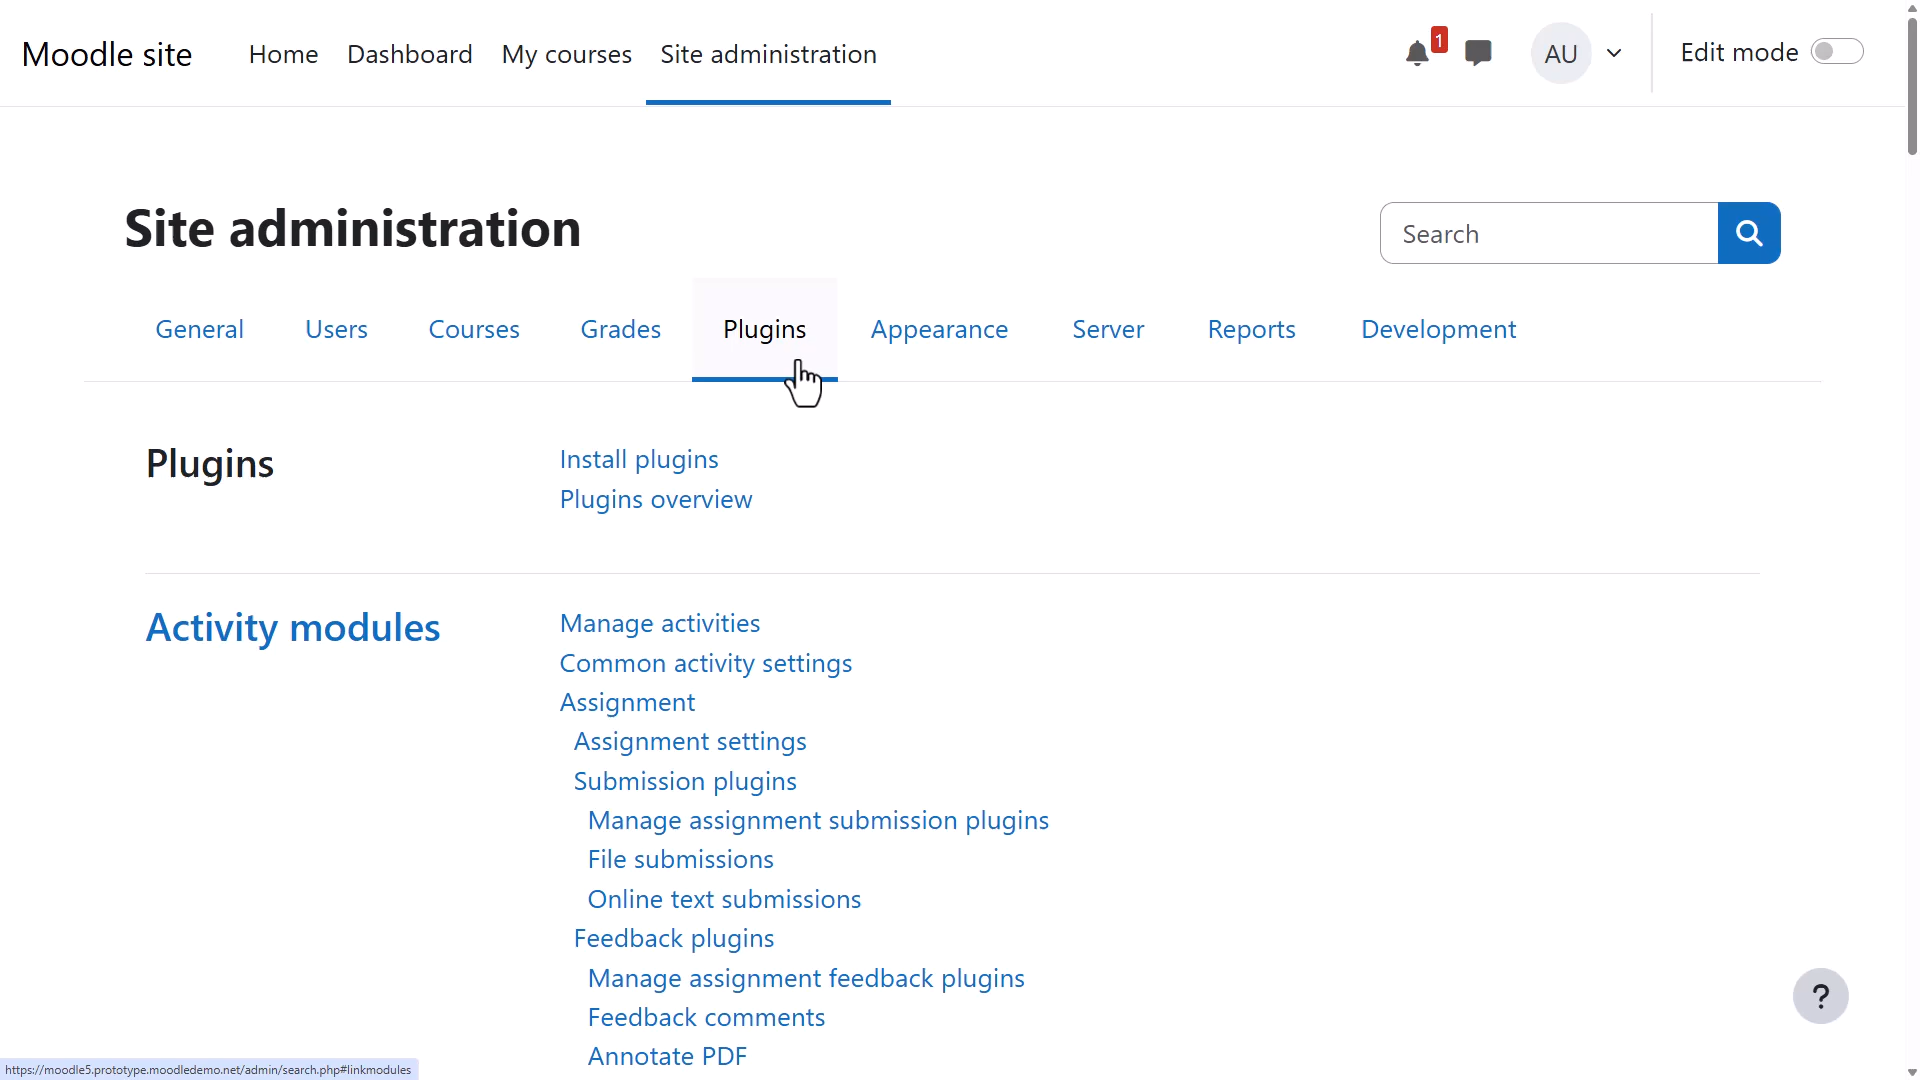 Moodle site Home Dashboard My courses Site administration 1 AU Edit mode
Site administration
Search
General Users Courses Grades Plugins Appearance Server Reports Development
Plugins
Install plugins
Plugins overview
Activity modules
Manage activities
Common activity settings
Assignment
Assignment settings
Submission plugins
Manage assignment submission plugins
File submissions
Online text submissions
Feedback plugins
Manage assignment feedback plugins
Feedback comments
Annotate PDF
?
https://moodle5.prototype.moodledemo.net/admin/search.php#linkmodules